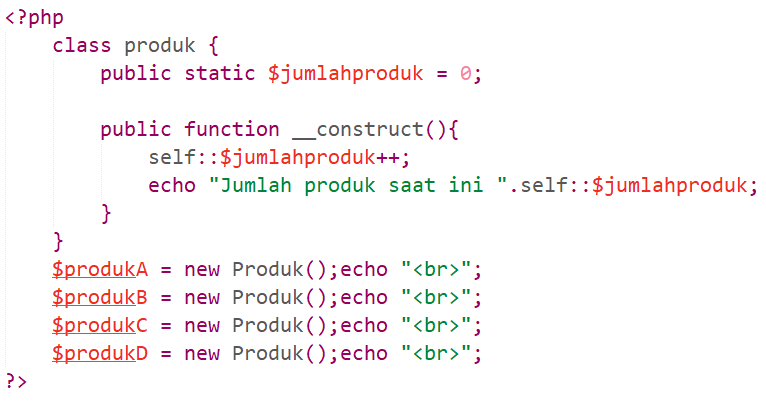 <?php
class produk {
public static $jumlahproduk = 0;
public function __construct(){
self::$jumlahproduk++;
echo "Jumlah produk saat ini ".self::$jumlahproduk;
}
}
$produkA = new Produk();echo "<br>";
$produkB = new Produk();echo "<br>";
$produkC = new Produk();echo "<br>";
$produkD = new Produk();echo "<br>";
?>